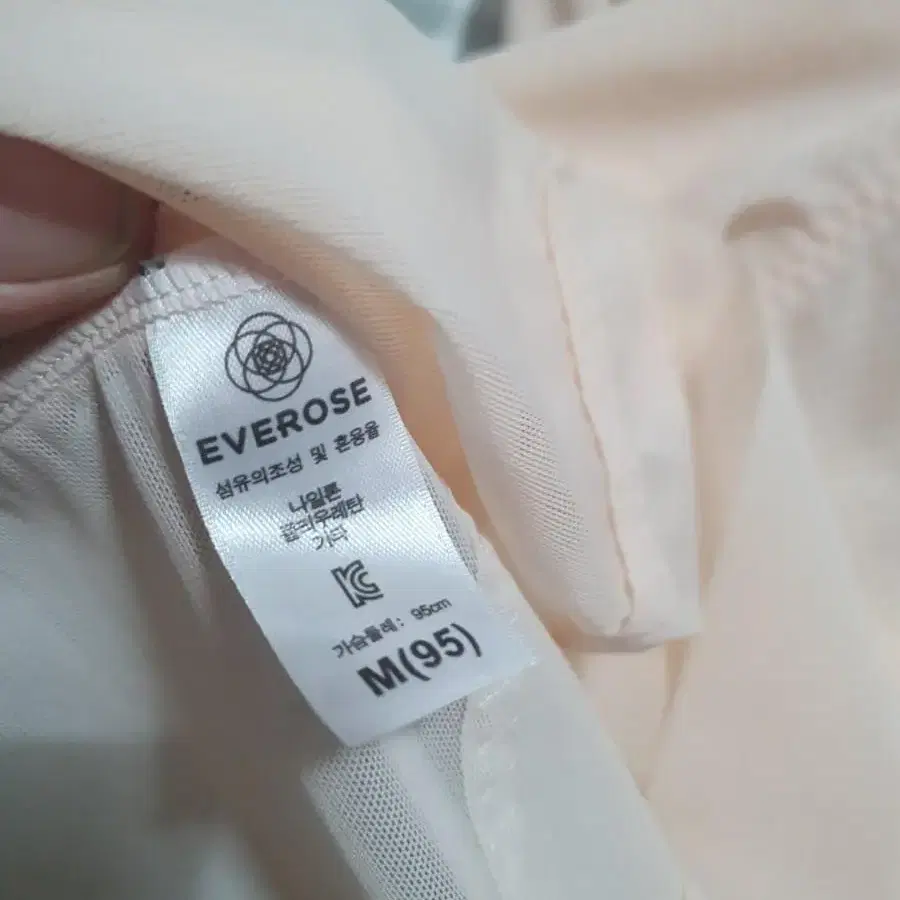 EVEROSE
섬유의조성 및 혼용율
나일론
폴리우레탄
기타
KC
가슴둘레: 95cm
M(95)